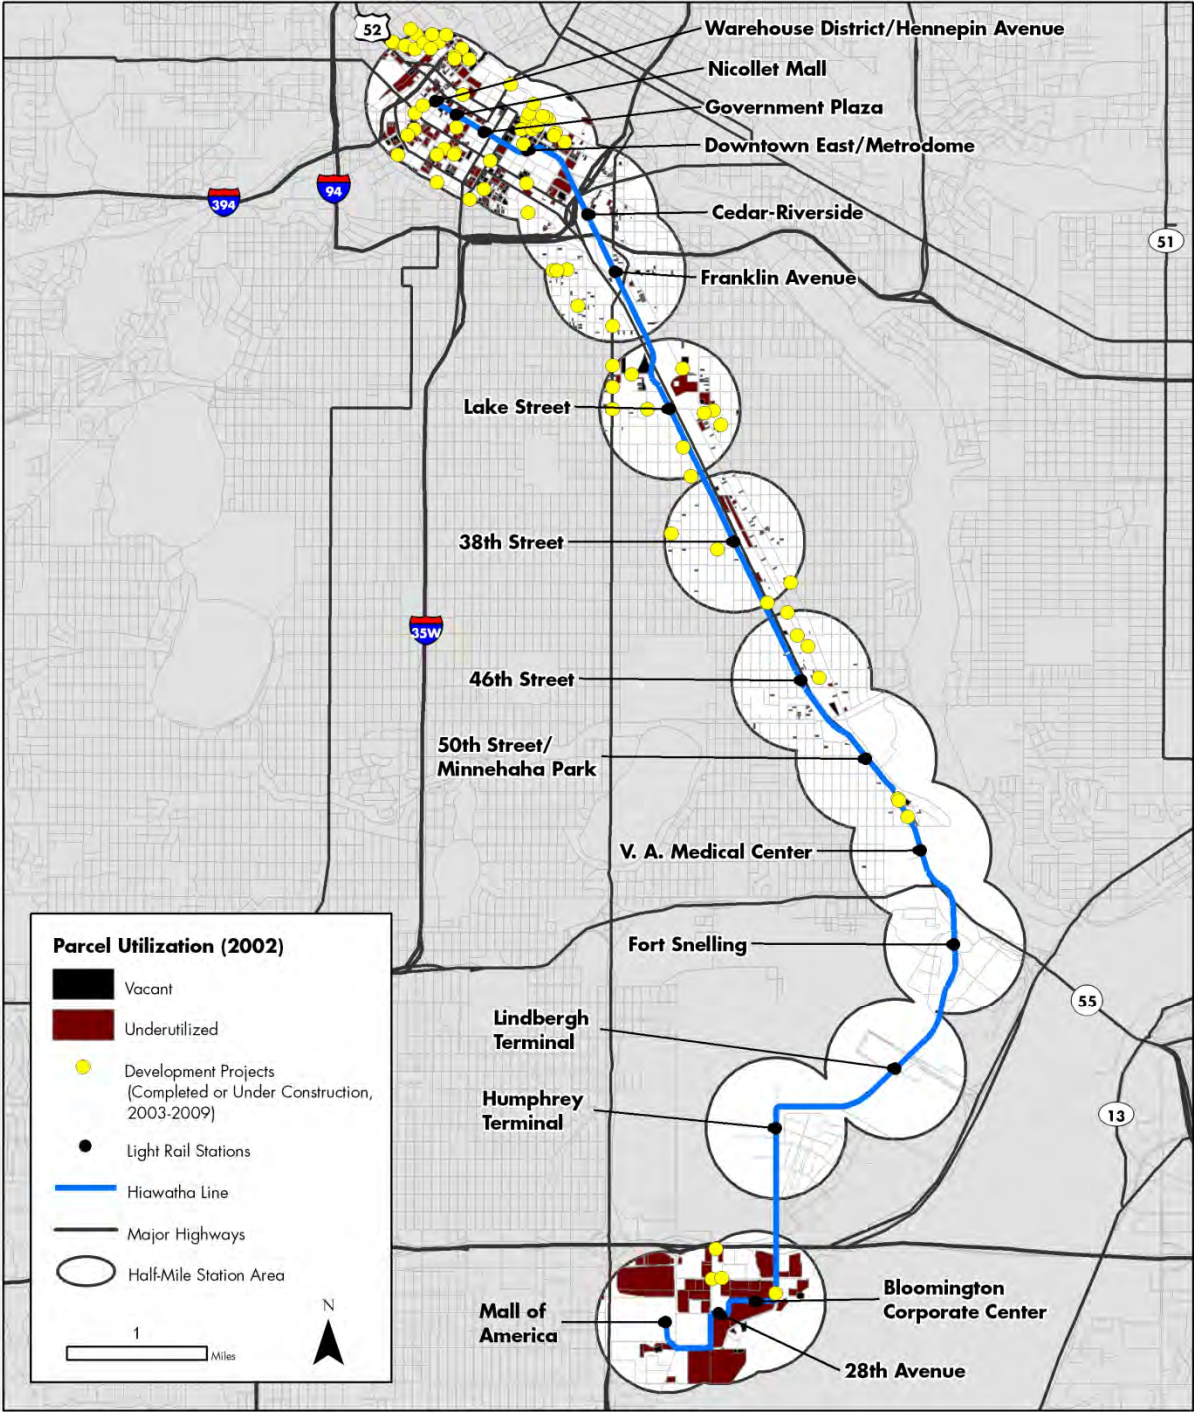 52
Warehouse District/Hennepin Avenue
Nicollet Mall
Government Plaza
Downtown East/Metrodome
394
94
Cedar-Riverside
51
Franklin Avenue
Lake Street
38th Street
35W
46th Street
50th Street/
Minnehaha Park
V. A. Medical Center
Fort Snelling
55
Lindbergh
Terminal
Humphrey
Terminal
13
Bloomington
Corporate Center
Mall of
America
28th Avenue
Parcel Utilization (2002)
Vacant
Underutilized
Development Projects
(Completed or Under Construction,
2003-2009)
Light Rail Stations
Hiawatha Line
Major Highways
Half-Mile Station Area
N
1
Miles